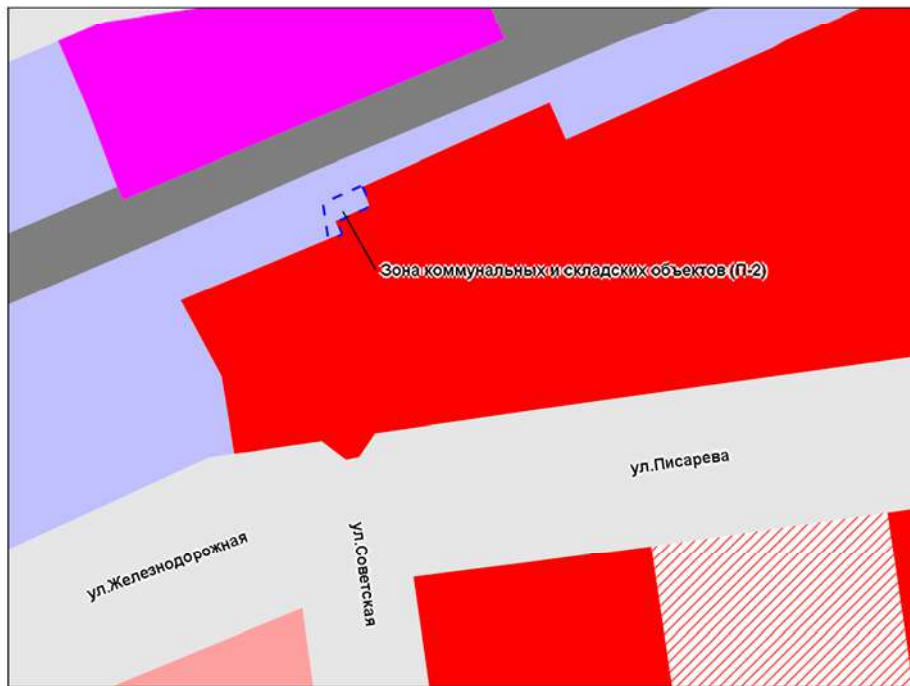 Зона коммунальных и складских объектов (П-2)
ул.Писарева
ул.Железнодорожная
ул.Советская